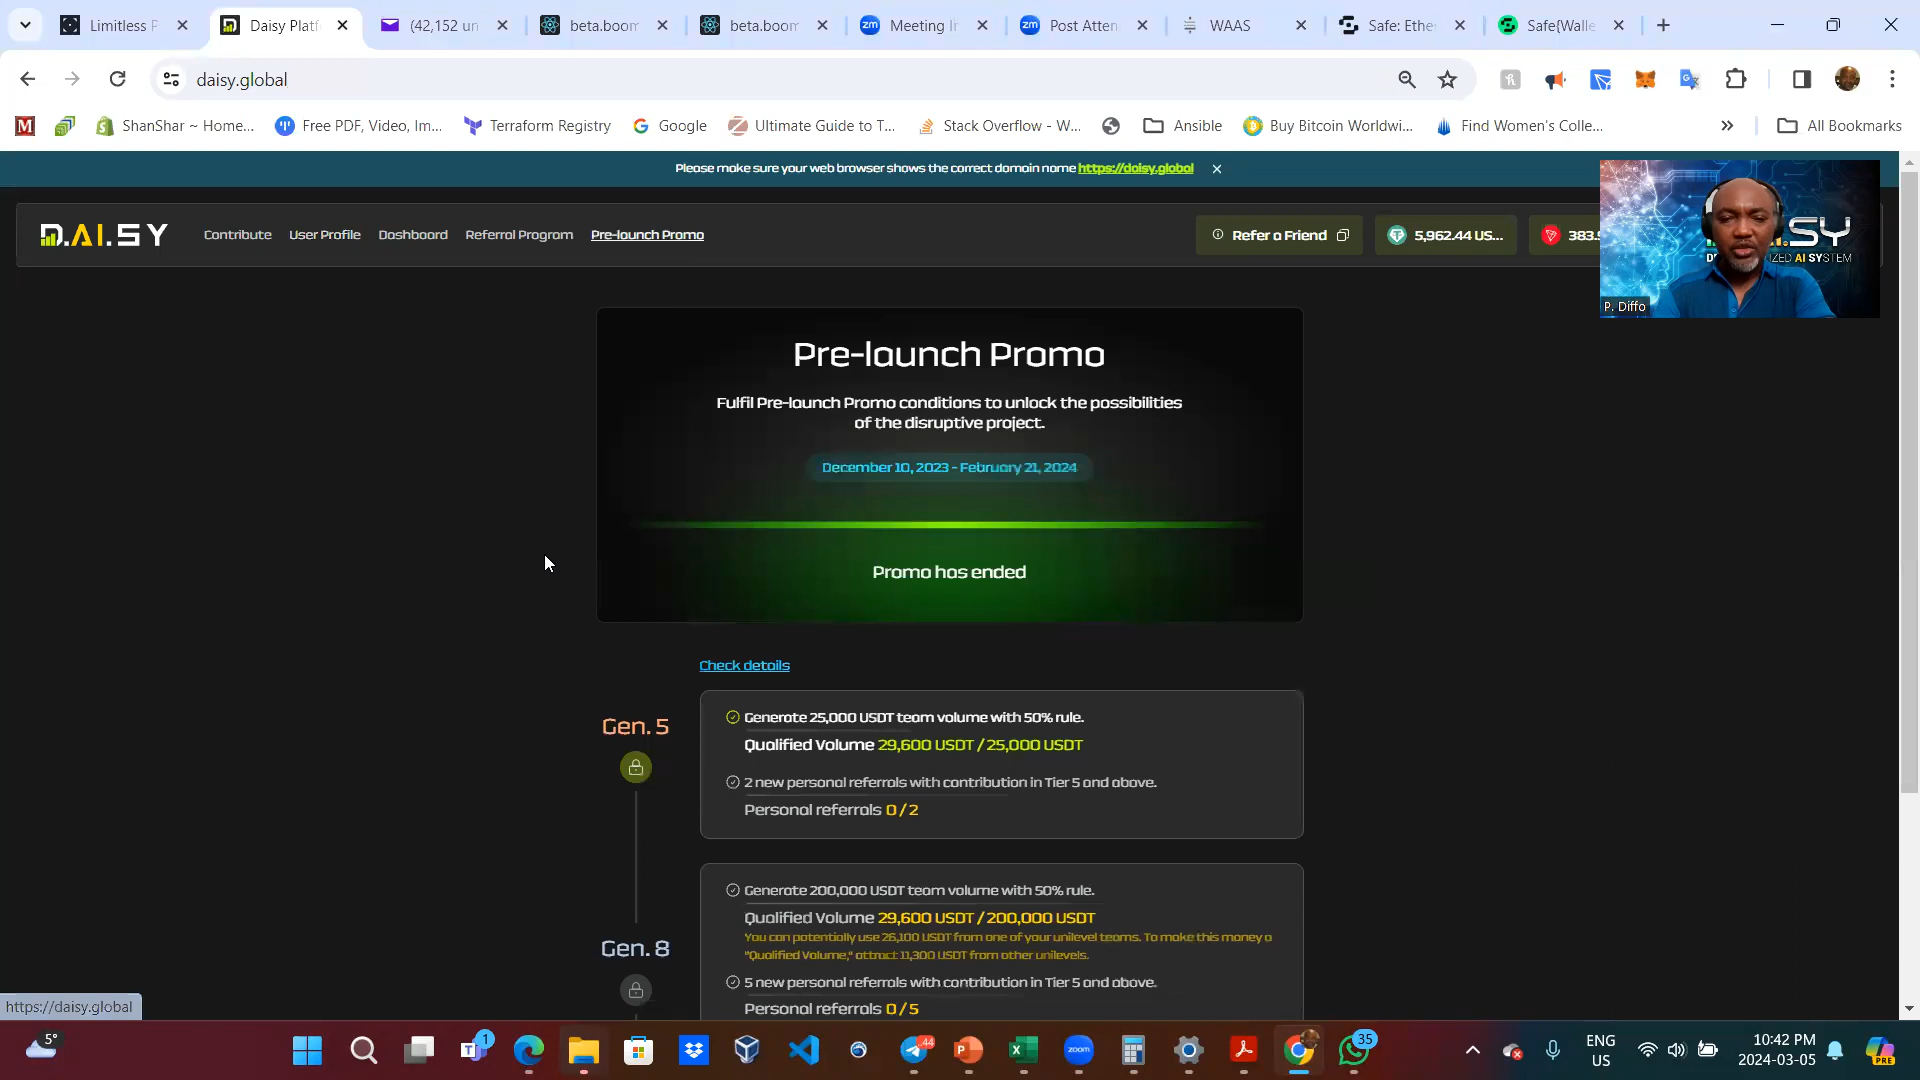 Limitless P
Daisy Platf
(42,152 un
beta.boom
beta.boom
zm
Meeting In
zm
Post Atten
WAAS
Safe: Ethe
Safe{Walle
daisy.global
ShanShar ~ Home...
Free PDF, Video, Im...
Terraform Registry
Google
Ultimate Guide to T...
Stack Overflow - W...
Ansible
Buy Bitcoin Worldwi...
Find Women's Colle...
All Bookmarks
Please make sure your web browser shows the correct domain name https://daisy.global
D.AI.SY
Contribute
User Profile
Dashboard
Referral Program
Pre-launch Promo
Refer a Friend
5,962.44 US...
383.
SY
IZED AI SYSTEM
P. Diffo
Pre-launch Promo
Fulfil Pre-launch Promo conditions to unlock the possibilities
of the disruptive project.
December 10, 2023 - February 21, 2024
Promo has ended
Check details
Gen. 5
Generate 25,000 USDT team volume with 50% rule.
Qualified Volume 29,600 USDT / 25,000 USDT
2 new personal referrals with contribution in Tier 5 and above.
Personal referrals 0 / 2
Gen. 8
Generate 200,000 USDT team volume with 50% rule.
Qualified Volume 29,600 USDT / 200,000 USDT
You can potentially use 26,100 USDT from one of your unilevel teams. To make this money a
"Qualified Volume," attract 11,300 USDT from other unilevels.
5 new personal referrals with contribution in Tier 5 and above.
Personal referrals 0 / 5
https://daisy.global
5°
1
44
zoom
35
ENG
US
10:42 PM
2024-03-05
PRE